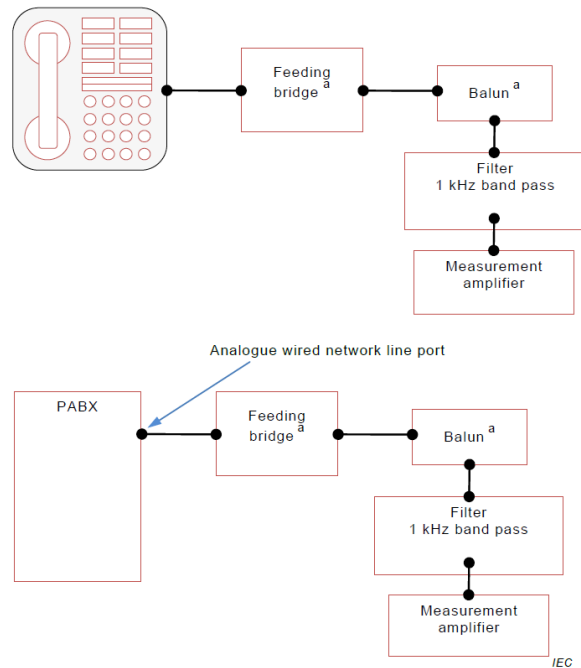 Feeding
bridge a
Balun a
Filter
1 kHz band pass
Measurement
amplifier
Analogue wired network line port
PABX
Feeding
bridge a
Balun a
Filter
1 kHz band pass
Measurement
amplifier
IEC